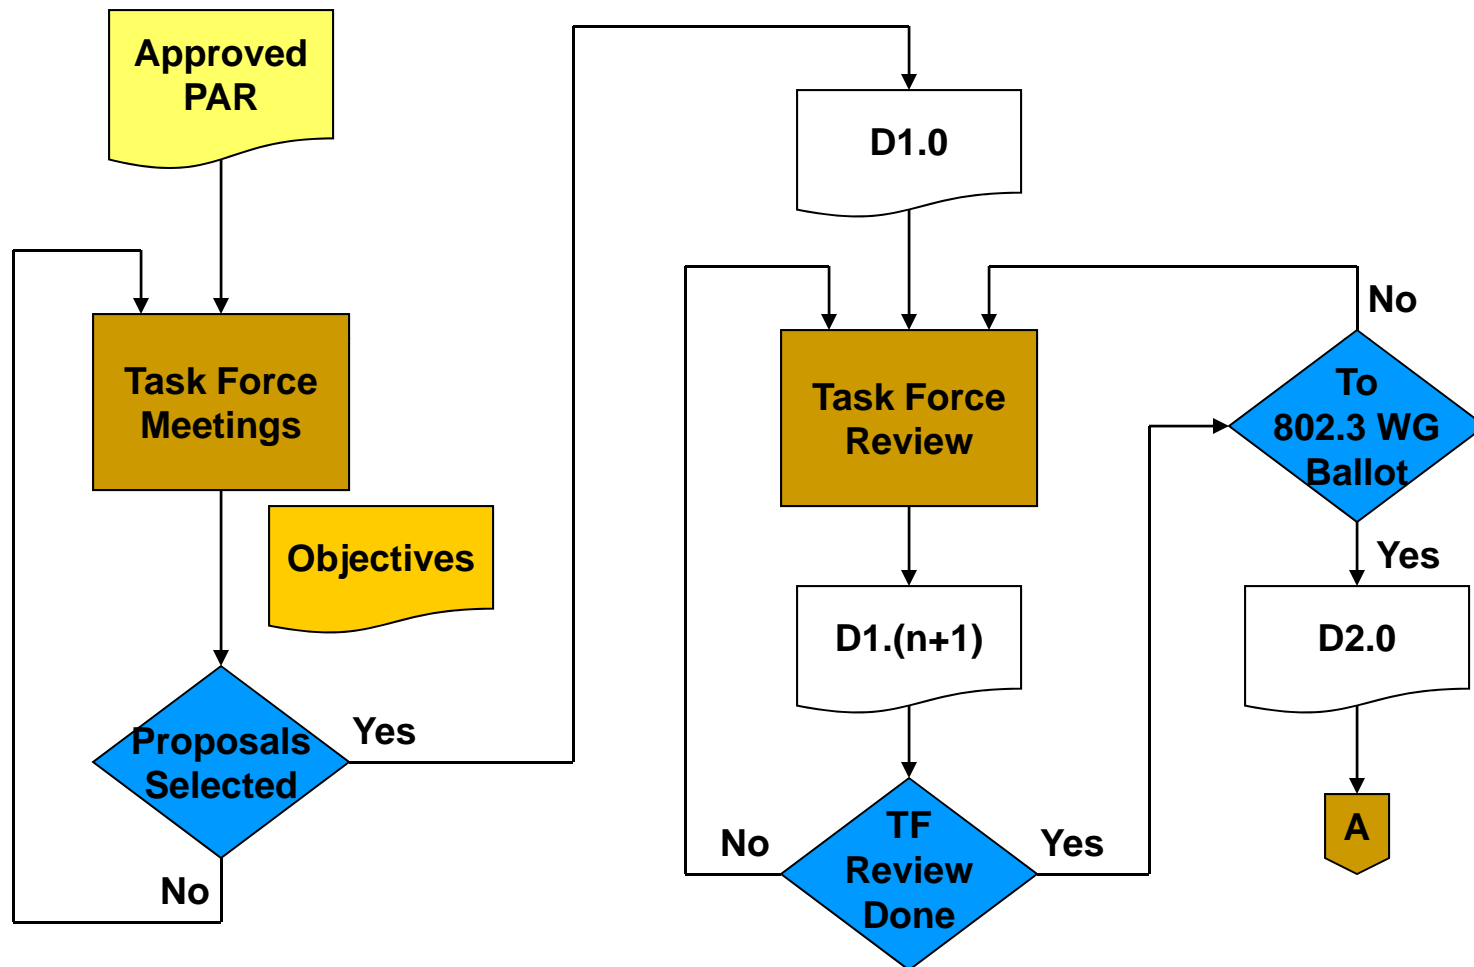 Approved
PAR
Task Force
Meetings
Objectives
Proposals
Selected
Yes
No
D1.0
Task Force
Review
D1.(n+1)
TF
Review
Done
No
Yes
To
802.3 WG
Ballot
No
Yes
D2.0
A